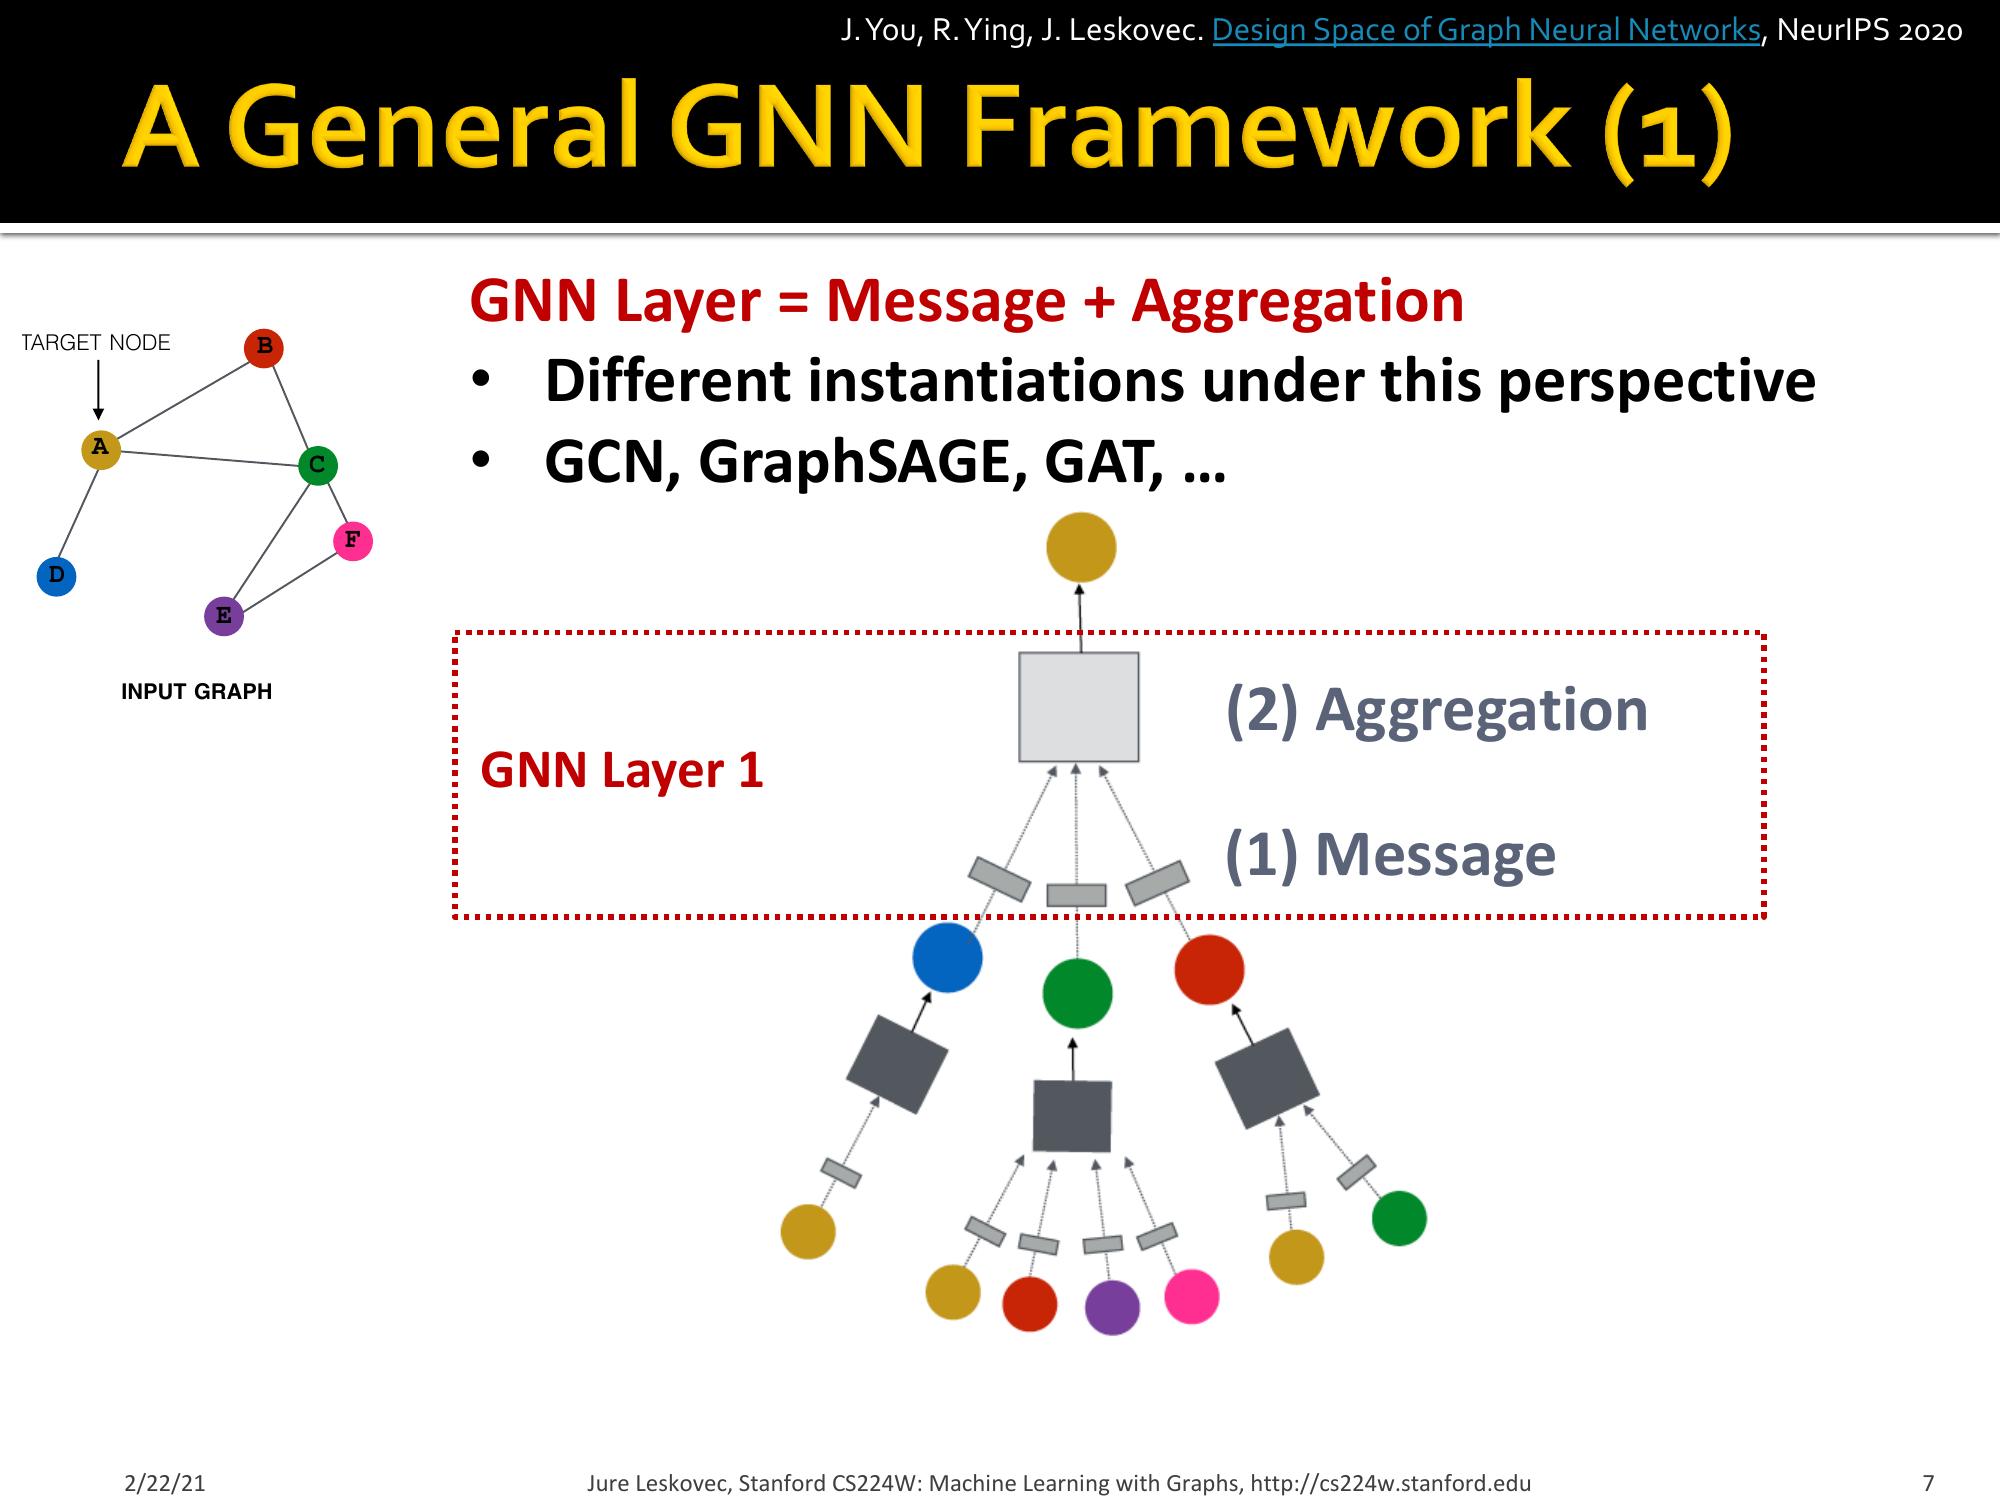 J. You, R. Ying, J. Leskovec. Design Space of Graph Neural Networks, NeurIPS 2020
A General GNN Framework (1)
GNN Layer = Message + Aggregation
• Different instantiations under this perspective
• GCN, GraphSAGE, GAT, …
TARGET NODE
B
A
C
F
D
E
INPUT GRAPH
(2) Aggregation
GNN Layer 1
(1) Message
2/22/21
Jure Leskovec, Stanford CS224W: Machine Learning with Graphs, http://cs224w.stanford.edu
7